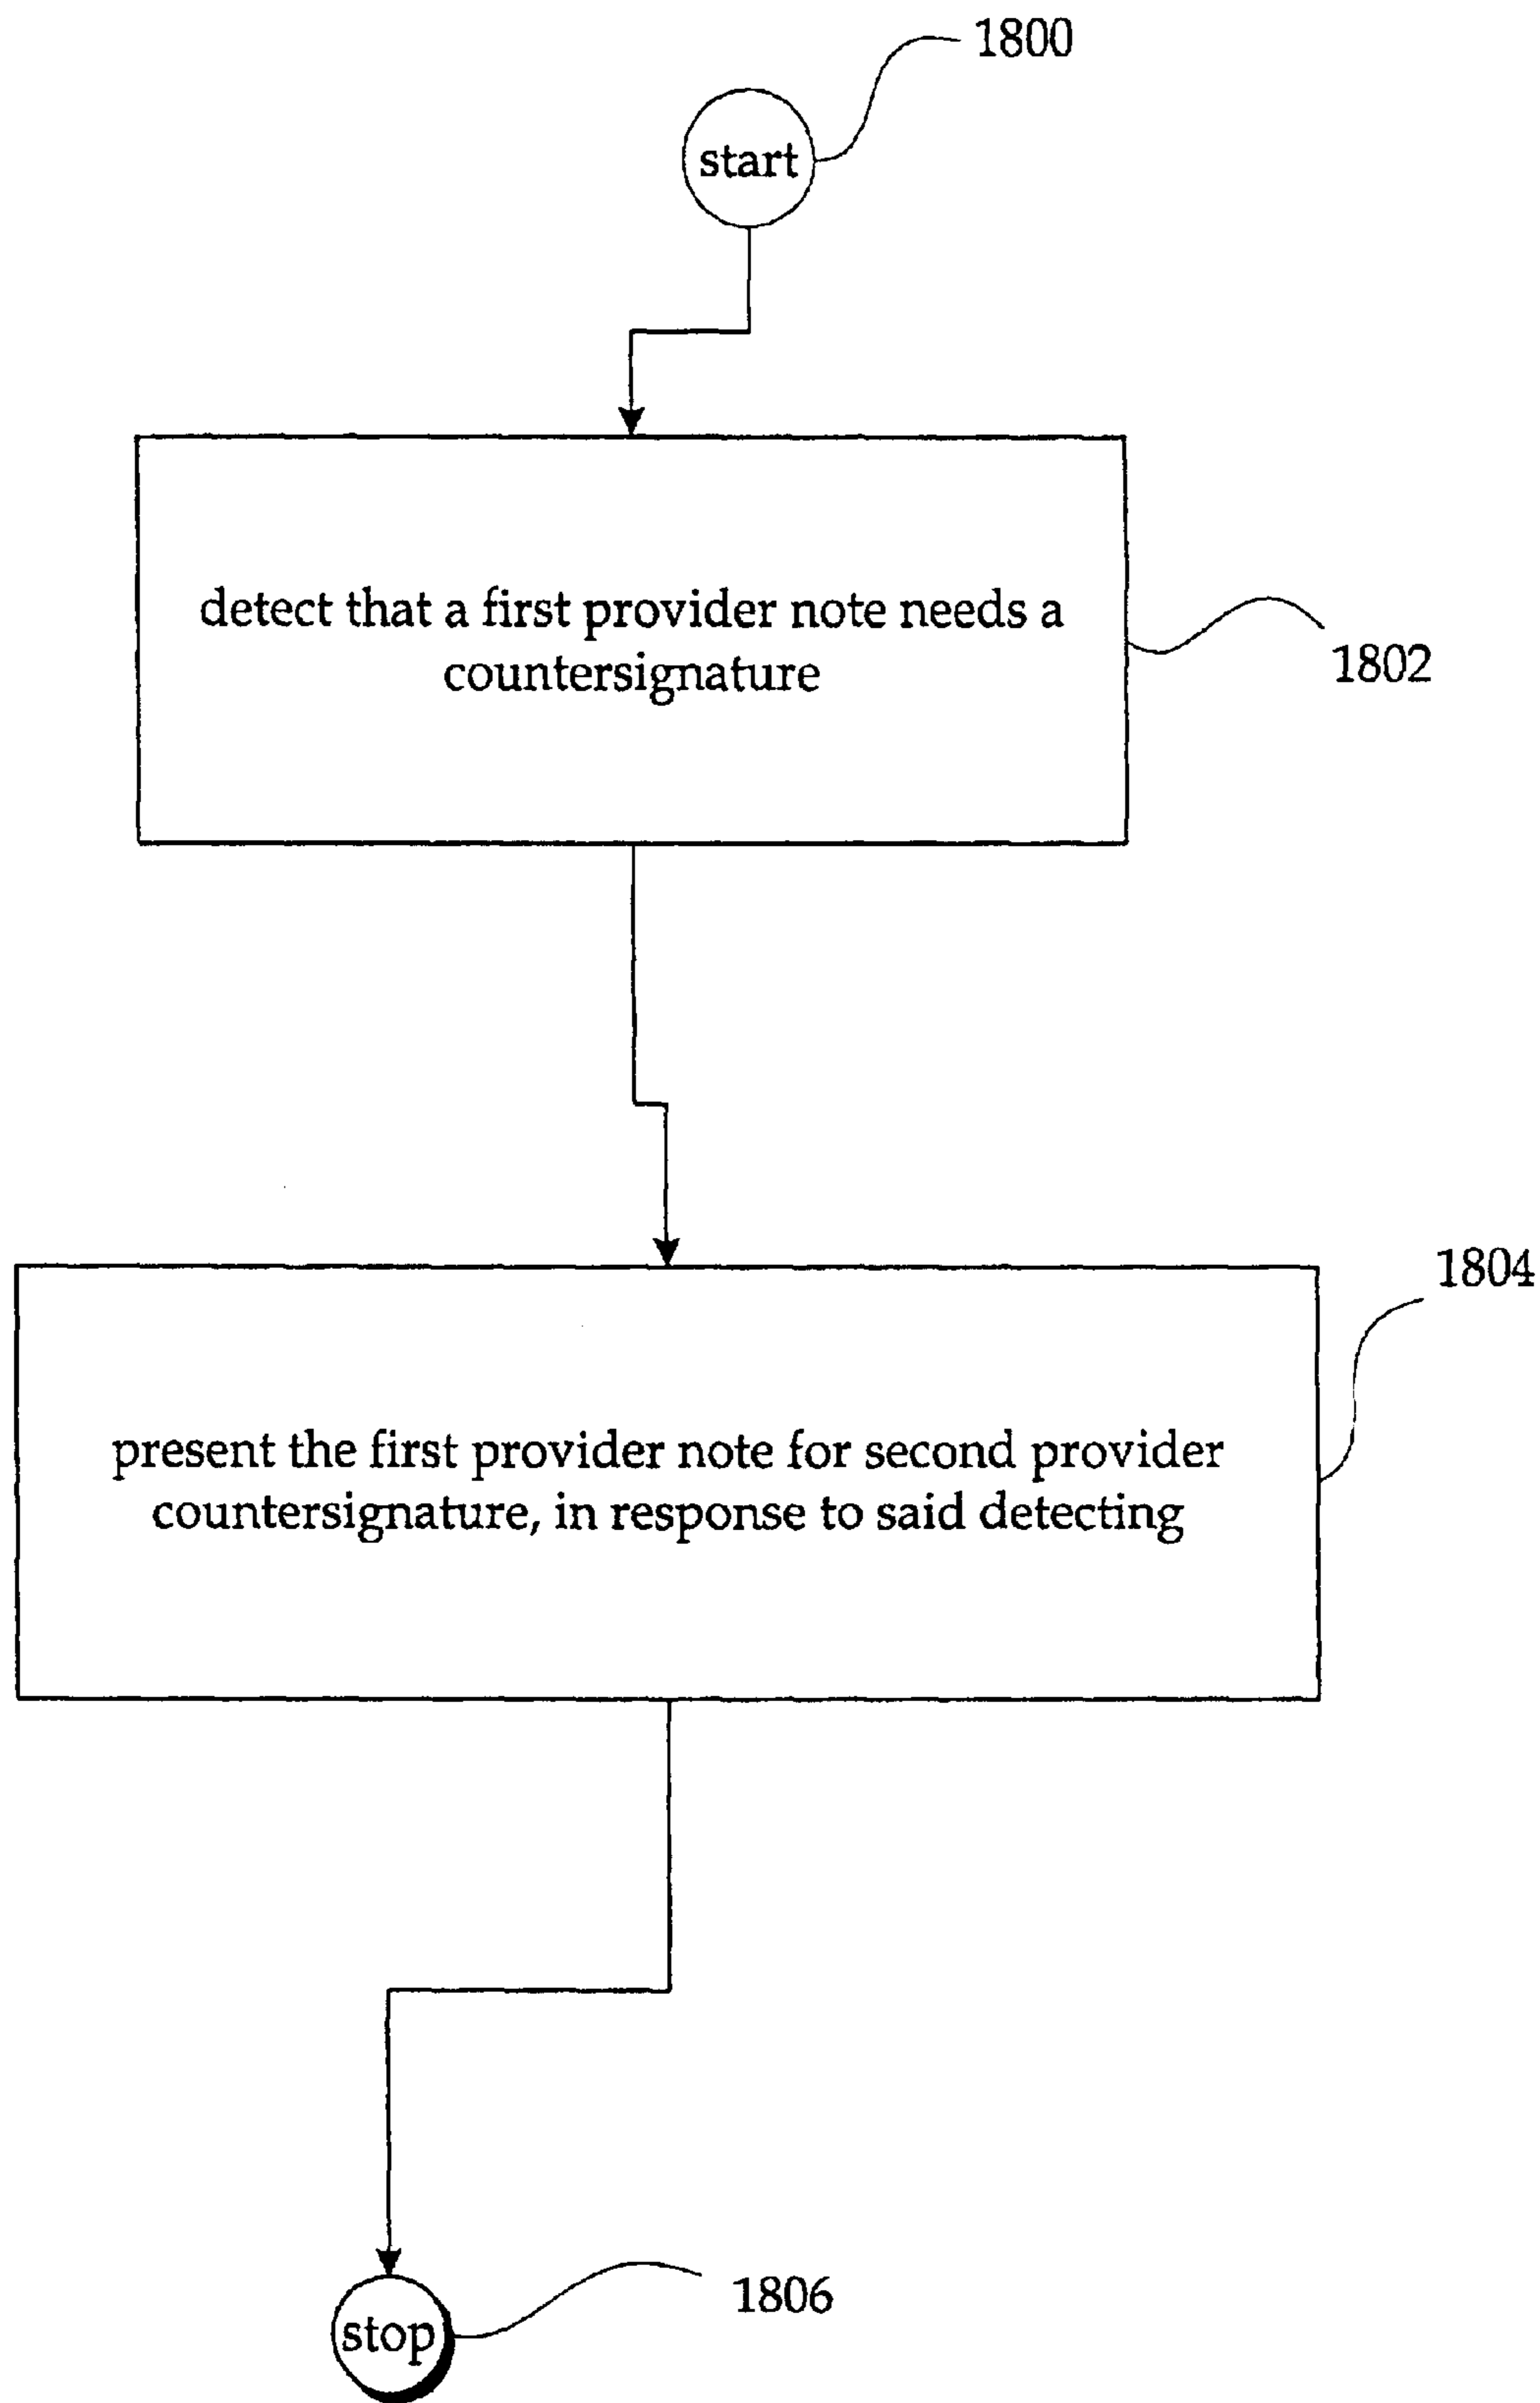 1800
start
detect that a first provider note needs a
countersignature
1802
1804
present the first provider note for second provider
countersignature, in response to said detecting
1806
stop